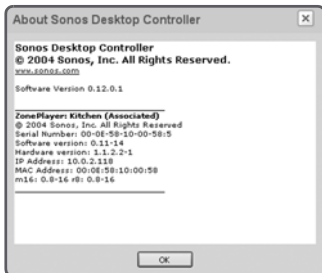 About Sonos Desktop Controller
Sonos Desktop Controller
© 2004 Sonos, Inc. All Rights Reserved.
www.sonos.com
Software Version 0.12.0.1
ZonePlayer: Kitchen (Associated)
© 2004 Sonos, Inc. All Rights Reserved
Serial Number: 00-0E-58-10-00-58:5
Software version: 0.11-14
Hardware version: 1.1.2.2-1
IP Address: 10.0.2.118
MAC Address: 00:0E:58:10:00:58
m16: 0.8-16 r8: 0.8-16
OK